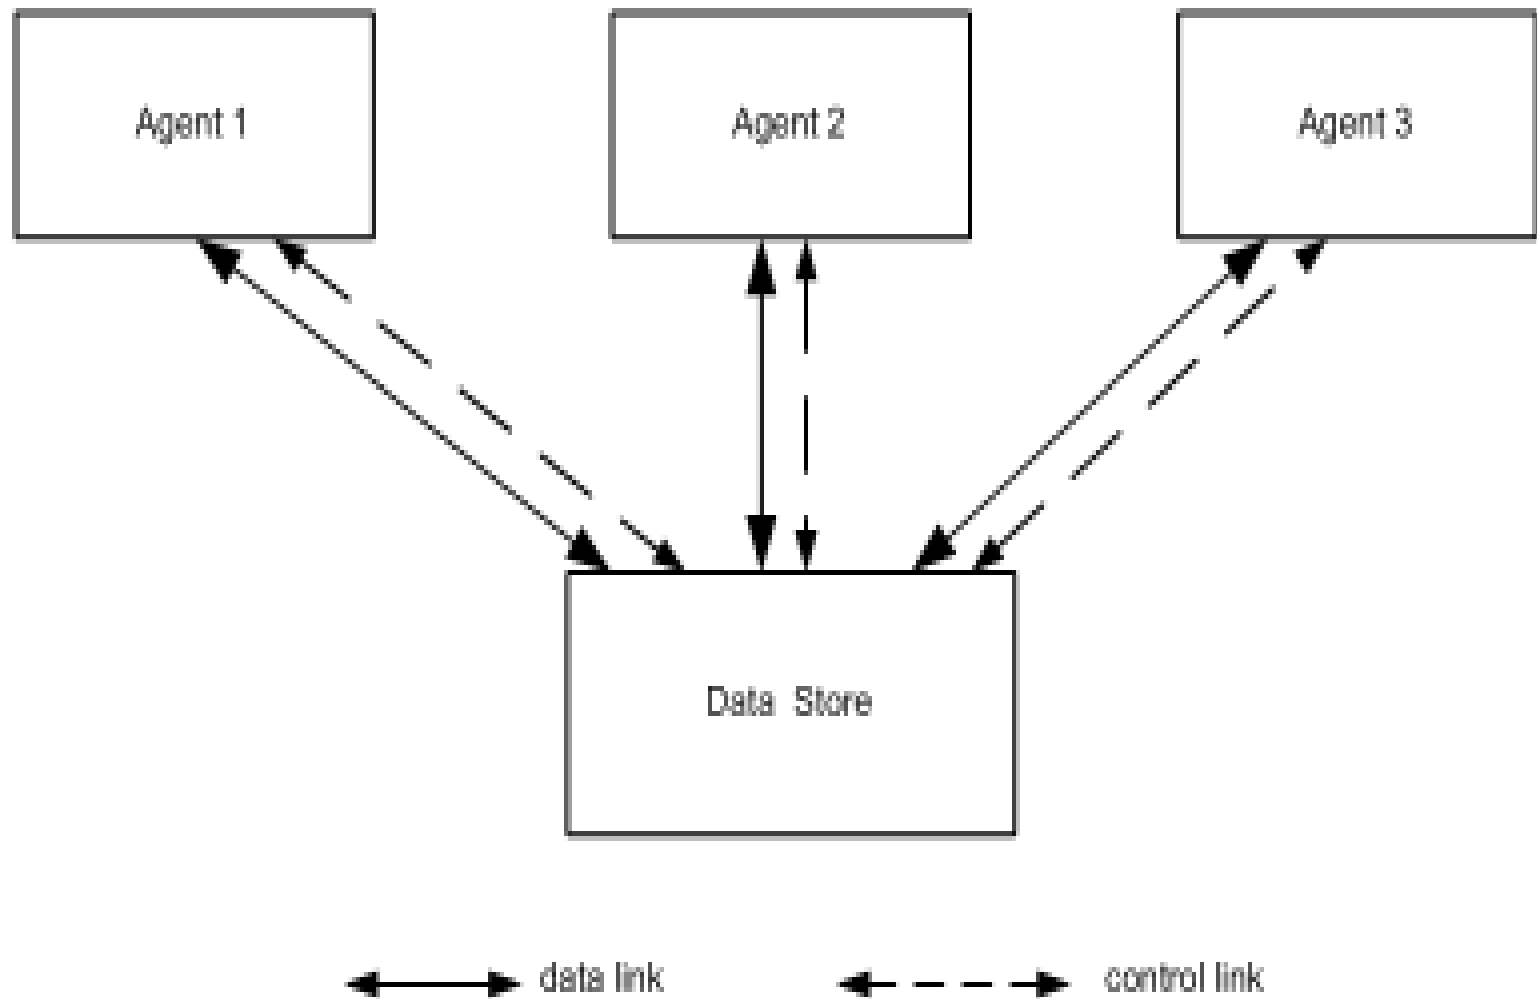 Agent 1
Agent 2
Agent 3
Data Store
data link
control link